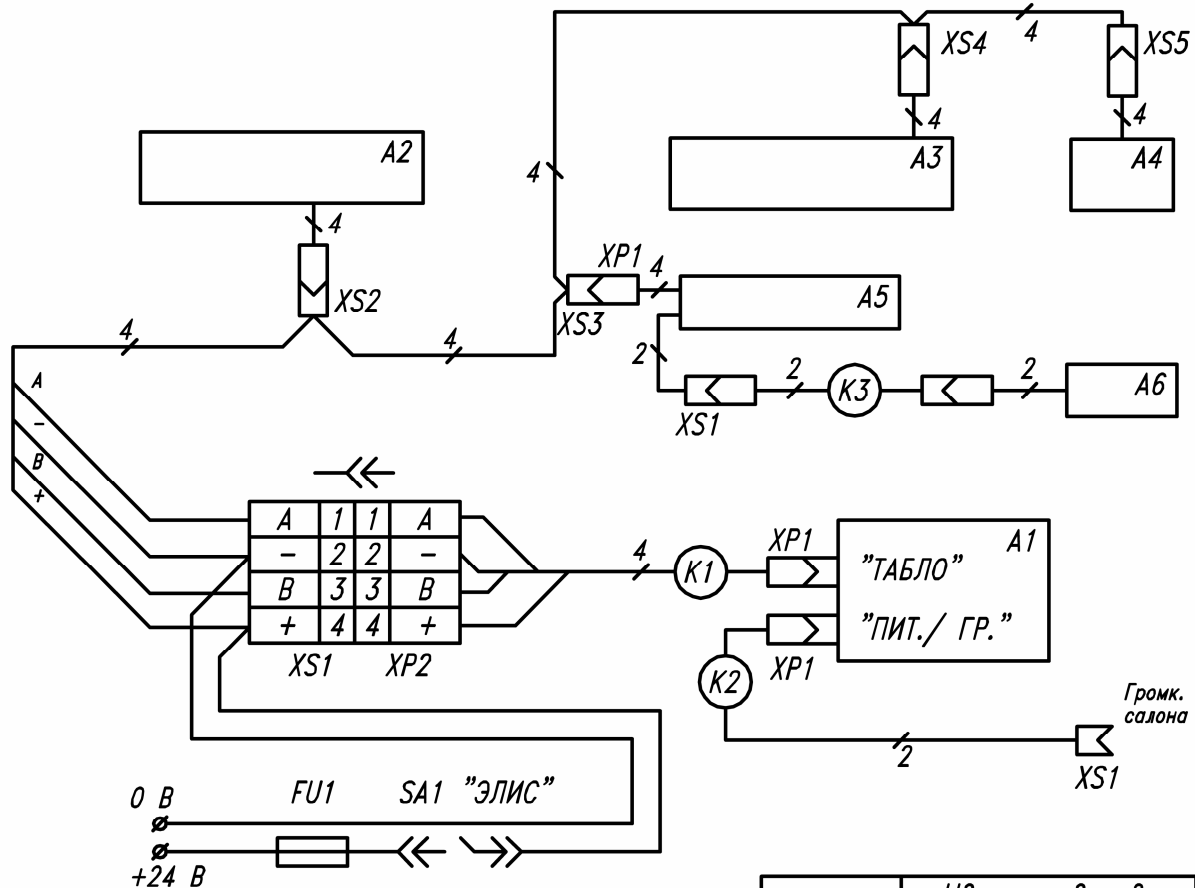 XS4
4
XS5
4
4
A2
A3
A4
4
4
XP1
4
A5
XS2
XS3
4
4
2
2
K3
2
A6
XS1
A
-
B
+
A 1 1 A
- 2 2 -
B 3 3 B
+ 4 4 +
XS1 XP2
4
K1
XP1
A1
"ТАБЛО"
"ПИТ./ ГР."
XP1
K2
2
Громк.
салона
XS1
0 В
FU1
SA1 "ЭЛИС"
+24 В